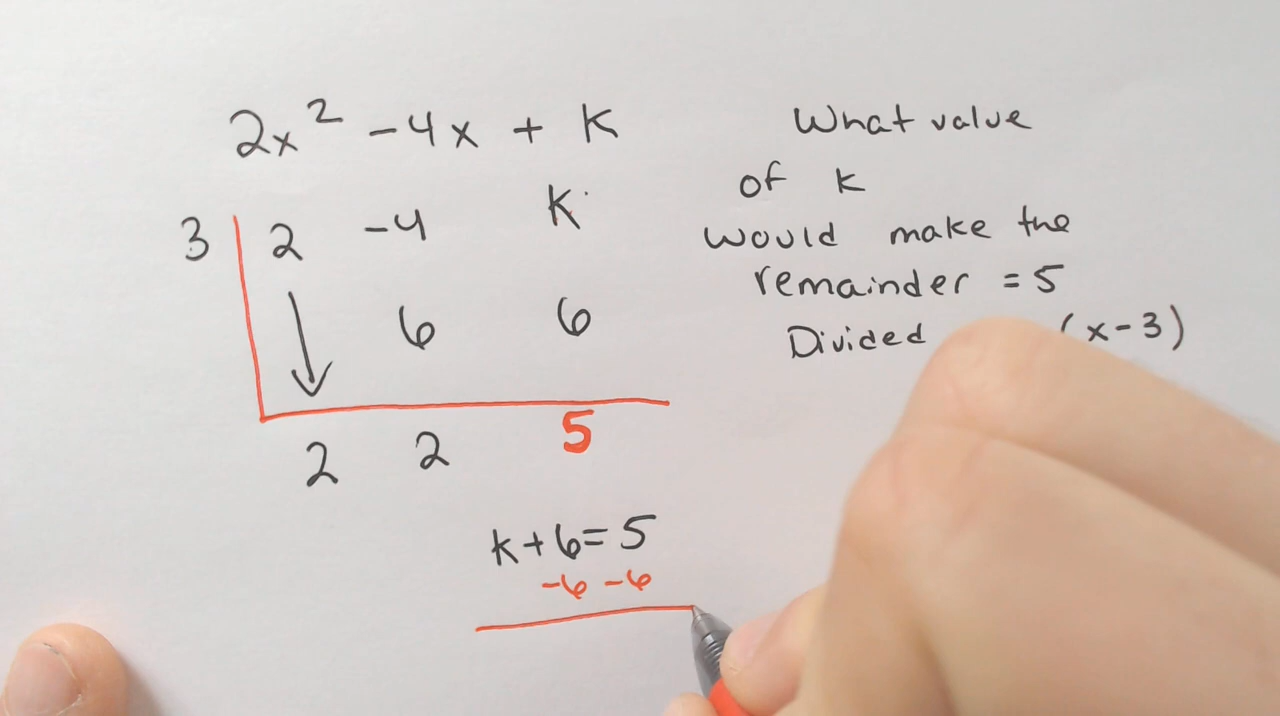 2x² -4x + k
3 2 -4 k
6 6
2 2 5
k+6=5
-6 -6
What value
of k
would make the
remainder = 5
Divided (x-3)